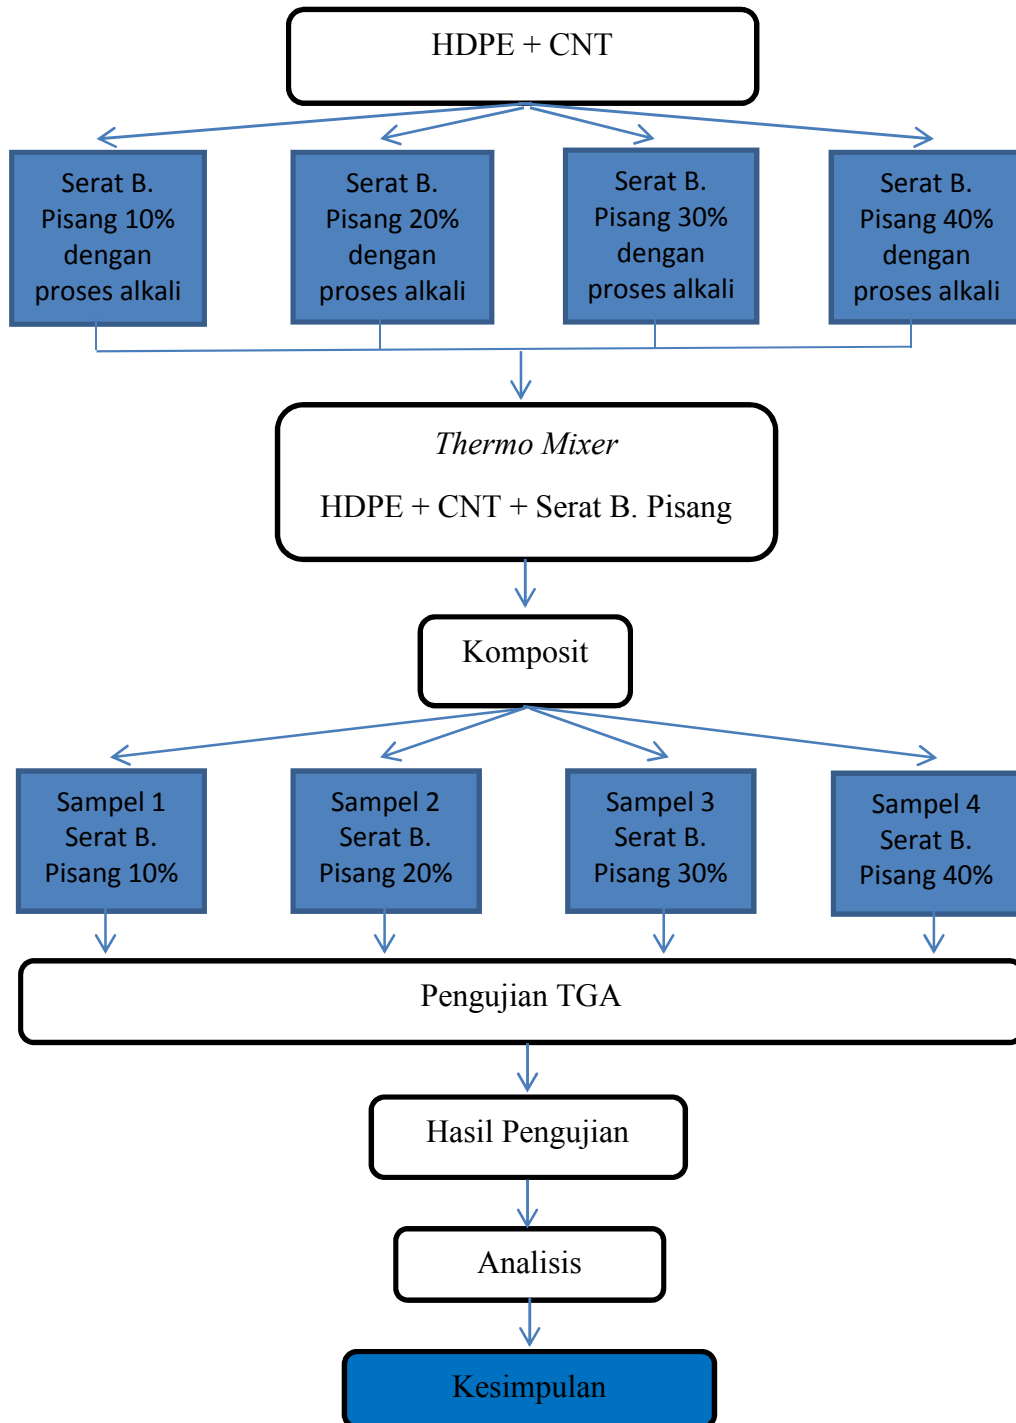 HDPE + CNT
Serat B.
Pisang 10%
dengan
proses alkali
Serat B.
Pisang 20%
dengan
proses alkali
Serat B.
Pisang 30%
dengan
proses alkali
Serat B.
Pisang 40%
dengan
proses alkali
Thermo Mixer
HDPE + CNT + Serat B. Pisang
Komposit
Sampel 1
Serat B.
Pisang 10%
Sampel 2
Serat B.
Pisang 20%
Sampel 3
Serat B.
Pisang 30%
Sampel 4
Serat B.
Pisang 40%
Pengujian TGA
Hasil Pengujian
Analisis
Kesimpulan